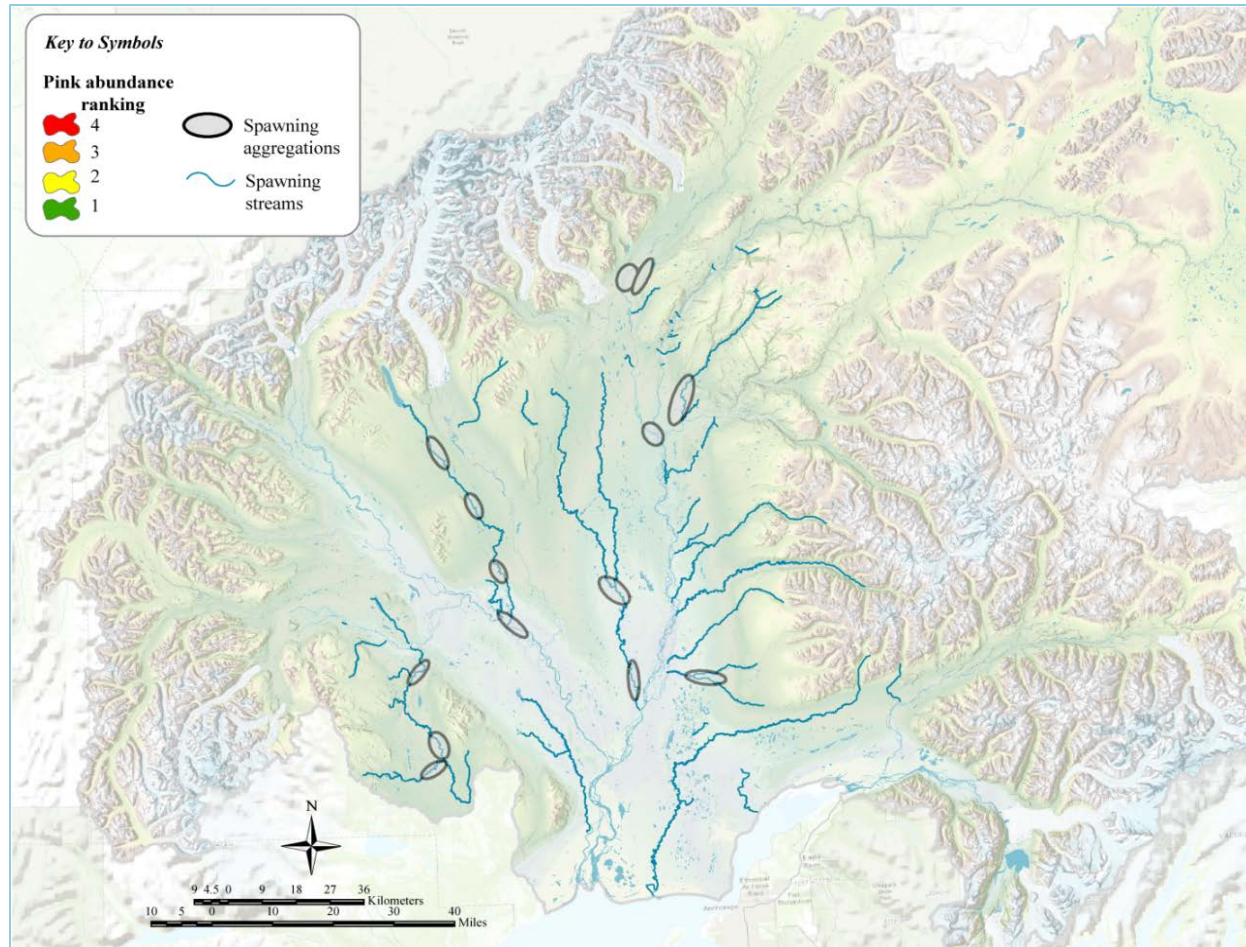 Key to Symbols
Pink abundance
ranking
4
3
2
1
Spawning
aggregations
Spawning
streams
N
9 4.5 0 9 18 27 36
Kilometers
10 5 0 10 20 30 40
Miles
Anchorage